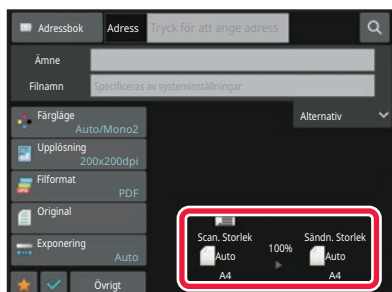 Adressbok Adress Tryck för att ange adress
Ämne
Filnamn Specificeras av systeminställningar
Alternativ
Färgläge
Auto/Mono2
Upplösning
200x200dpi
Filformat
PDF
Original
Exponering
Auto
Övrigt
Scan. Storlek 100% Sändn. Storlek
Auto Auto
A4 A4